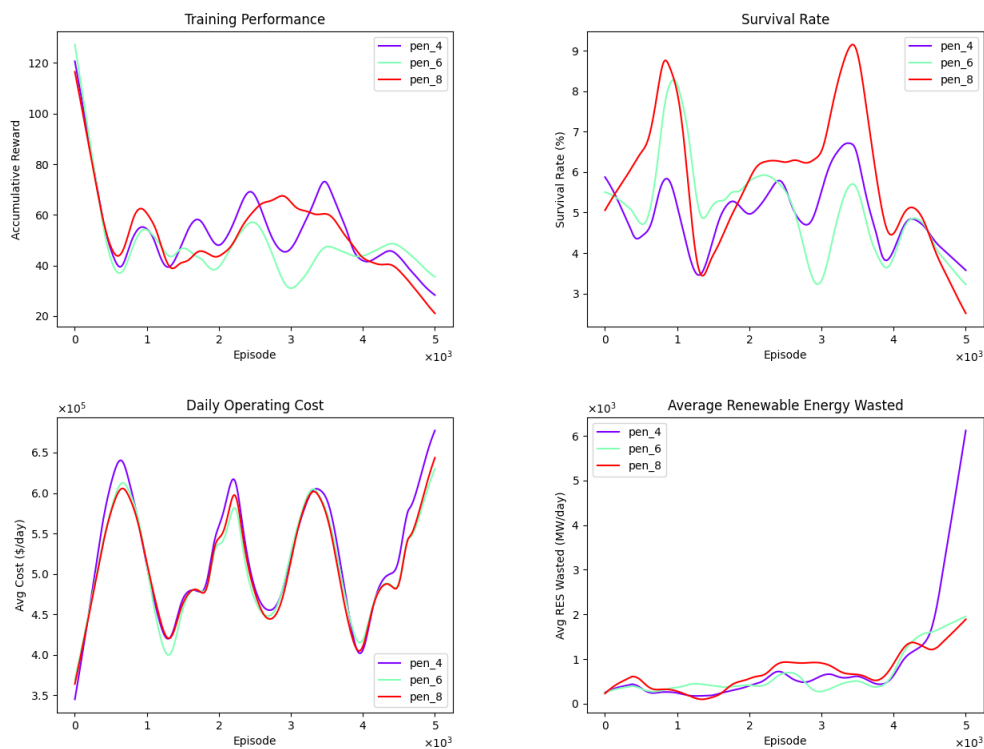 Training Performance
120
100
80
60
40
20
Accumulative Reward
pen_4
pen_6
pen_8
0
1
2
3
4
5
×10³
Episode
Survival Rate
9
8
7
6
5
4
3
Survival Rate (%)
pen_4
pen_6
pen_8
0
1
2
3
4
5
×10³
Episode
Daily Operating Cost
×10⁵
6.5
6.0
5.5
5.0
4.5
4.0
3.5
Avg Cost ($/day)
pen_4
pen_6
pen_8
0
1
2
3
4
5
×10³
Episode
Average Renewable Energy Wasted
×10³
6
5
4
3
2
1
0
Avg RES Wasted (MW/day)
pen_4
pen_6
pen_8
0
1
2
3
4
5
×10³
Episode